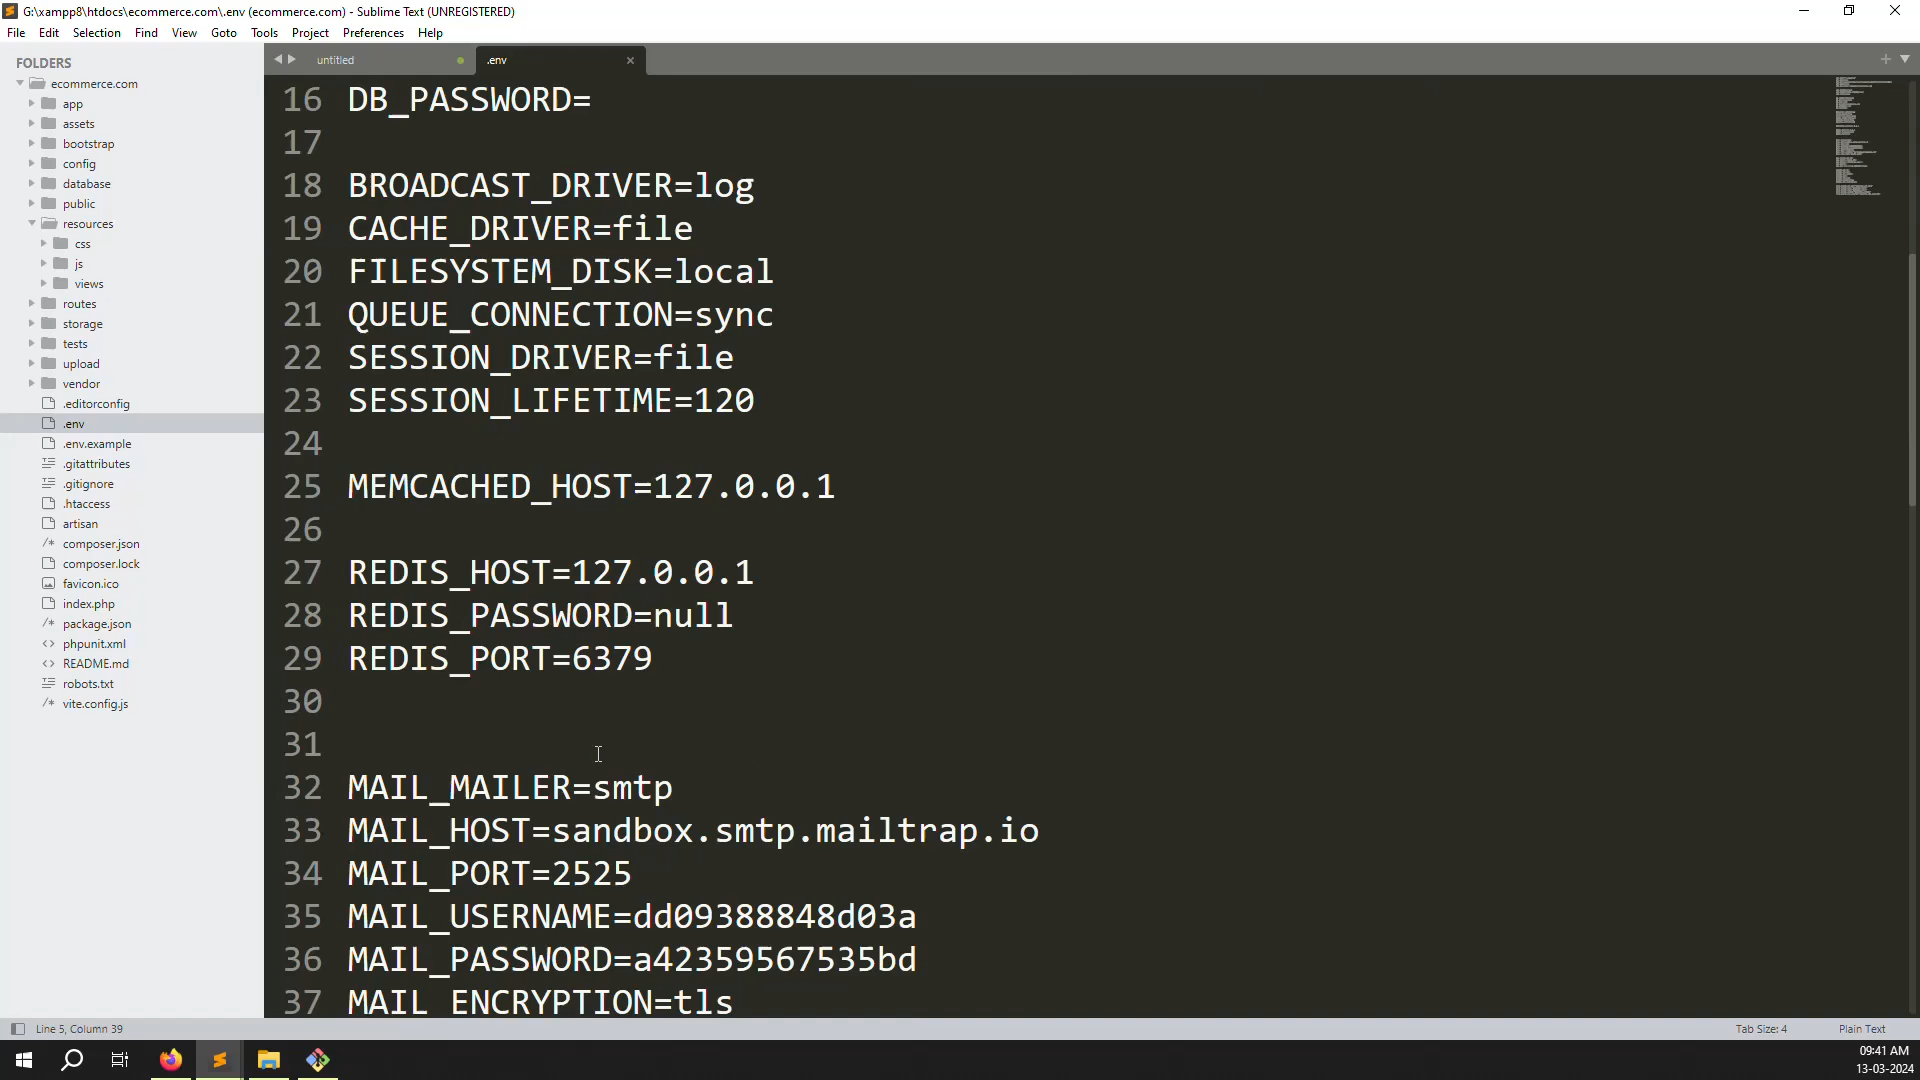 G:\xampp8\htdocs\ecommerce.com\.env (ecommerce.com) - Sublime Text (UNREGISTERED)
File Edit Selection Find View Goto Tools Project Preferences Help
FOLDERS
ecommerce.com
app
assets
bootstrap
config
database
public
resources
css
js
views
routes
storage
tests
upload
vendor
.editorconfig
.env
.env.example
.gitattributes
.gitignore
.htaccess
artisan
composer.json
composer.lock
favicon.ico
index.php
package.json
phpunit.xml
README.md
robots.txt
vite.config.js
untitled
.env
16 DB_PASSWORD=
17
18 BROADCAST_DRIVER=log
19 CACHE_DRIVER=file
20 FILESYSTEM_DISK=local
21 QUEUE_CONNECTION=sync
22 SESSION_DRIVER=file
23 SESSION_LIFETIME=120
24
25 MEMCACHED_HOST=127.0.0.1
26
27 REDIS_HOST=127.0.0.1
28 REDIS_PASSWORD=null
29 REDIS_PORT=6379
30
31
32 MAIL_MAILER=smtp
33 MAIL_HOST=sandbox.smtp.mailtrap.io
34 MAIL_PORT=2525
35 MAIL_USERNAME=dd09388848d03a
36 MAIL_PASSWORD=a42359567535bd
37 MAIL_ENCRYPTION=tls
Line 5, Column 39
Tab Size: 4
Plain Text
09:41 AM
13-03-2024